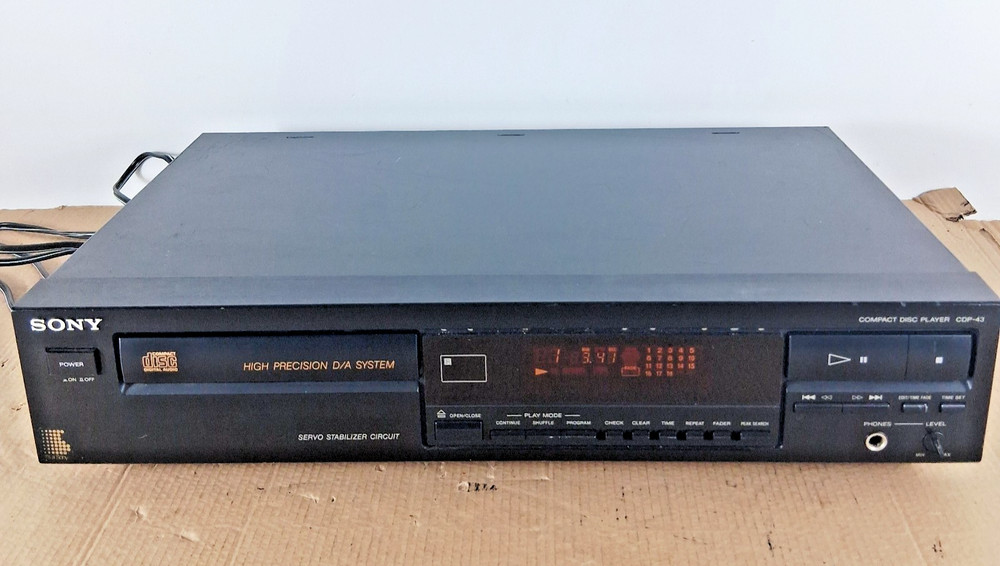 SONY
COMPACT DISC PLAYER CDP-43
POWER
ON OFF
COMPACT
disc
DIGITAL AUDIO
HIGH PRECISION D/A SYSTEM
SERVO STABILIZER CIRCUIT
1 3.41
1 2 3 4 5
6 7 8 9 10
11 12 13 14 15
16 17 18
OPEN/CLOSE
PLAY MODE
CONTINUE SHUFFLE PROGRAM CHECK CLEAR TIME REPEAT FADER PEAK SEARCH
EDIT/TIME FADE TIME SET
PHONES LEVEL
MIN